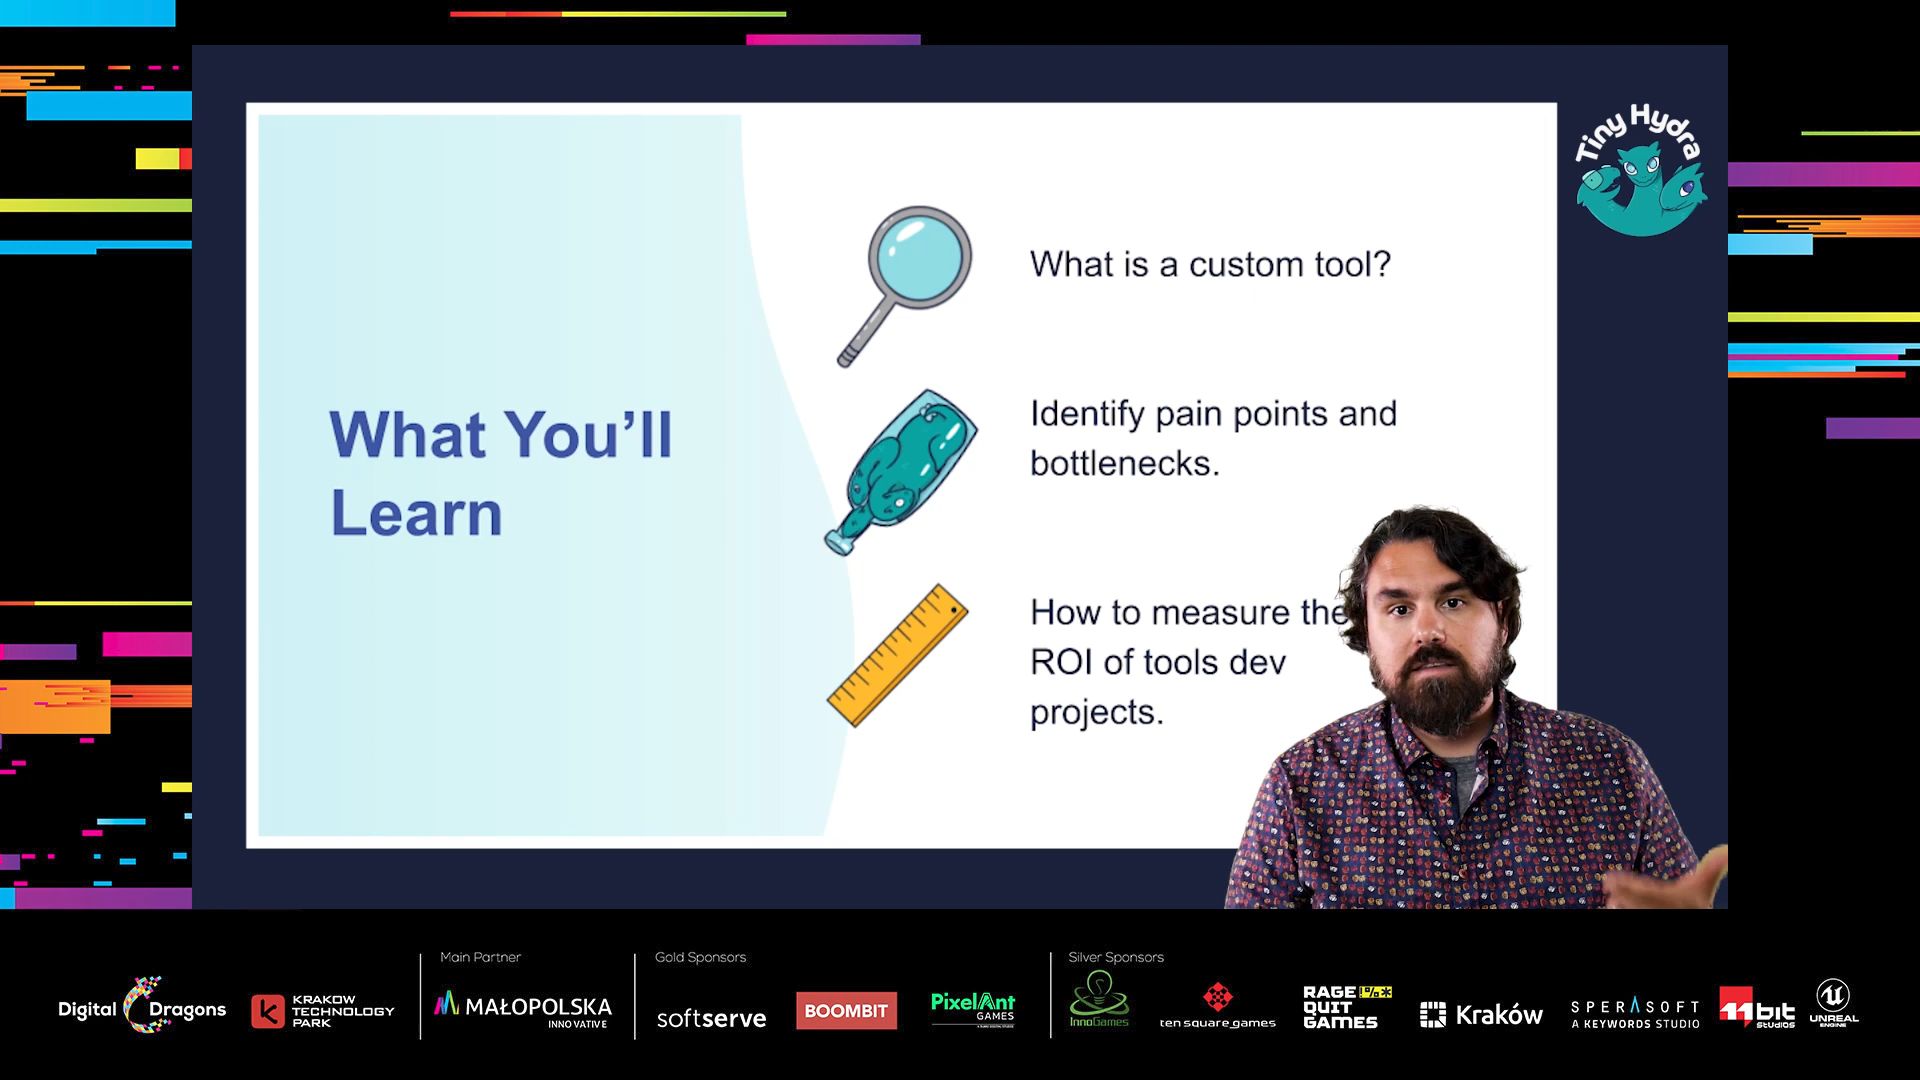 Tiny Hydra
What is a custom tool?
Identify pain points and
bottlenecks.
What You'll
Learn
How to measure the
ROI of tools dev
projects.
Main Partner
Gold Sponsors
Silver Sponsors
Digital Dragons
KRAKOW
TECHNOLOGY
PARK
MAŁOPOLSKA
INNOVATIVE
softserve
BOOMBIT
PixelAnt
GAMES
InnoGames
ten square games
RAGE !%*
QUIT
GAMES
Kraków
SPERASOFT
A KEYWORDS STUDIO
11bit
STUDIOS
UNREAL
ENGINE